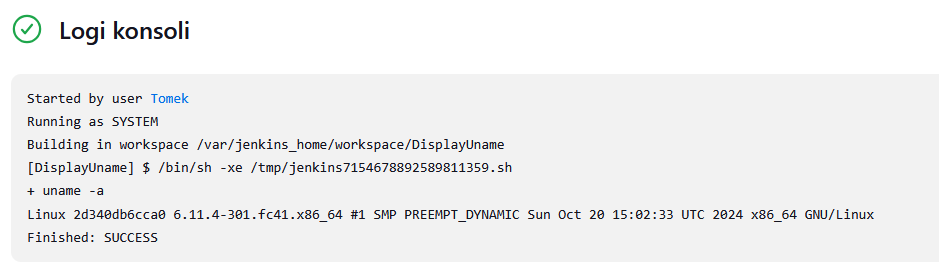 Logi konsoli
Started by user Tomek
Running as SYSTEM
Building in workspace /var/jenkins_home/workspace/DisplayUname
[DisplayUname] $ /bin/sh -xe /tmp/jenkins7154678892589811359.sh
+ uname -a
Linux 2d340db6cca0 6.11.4-301.fc41.x86_64 #1 SMP PREEMPT_DYNAMIC Sun Oct 20 15:02:33 UTC 2024 x86_64 GNU/Linux
Finished: SUCCESS